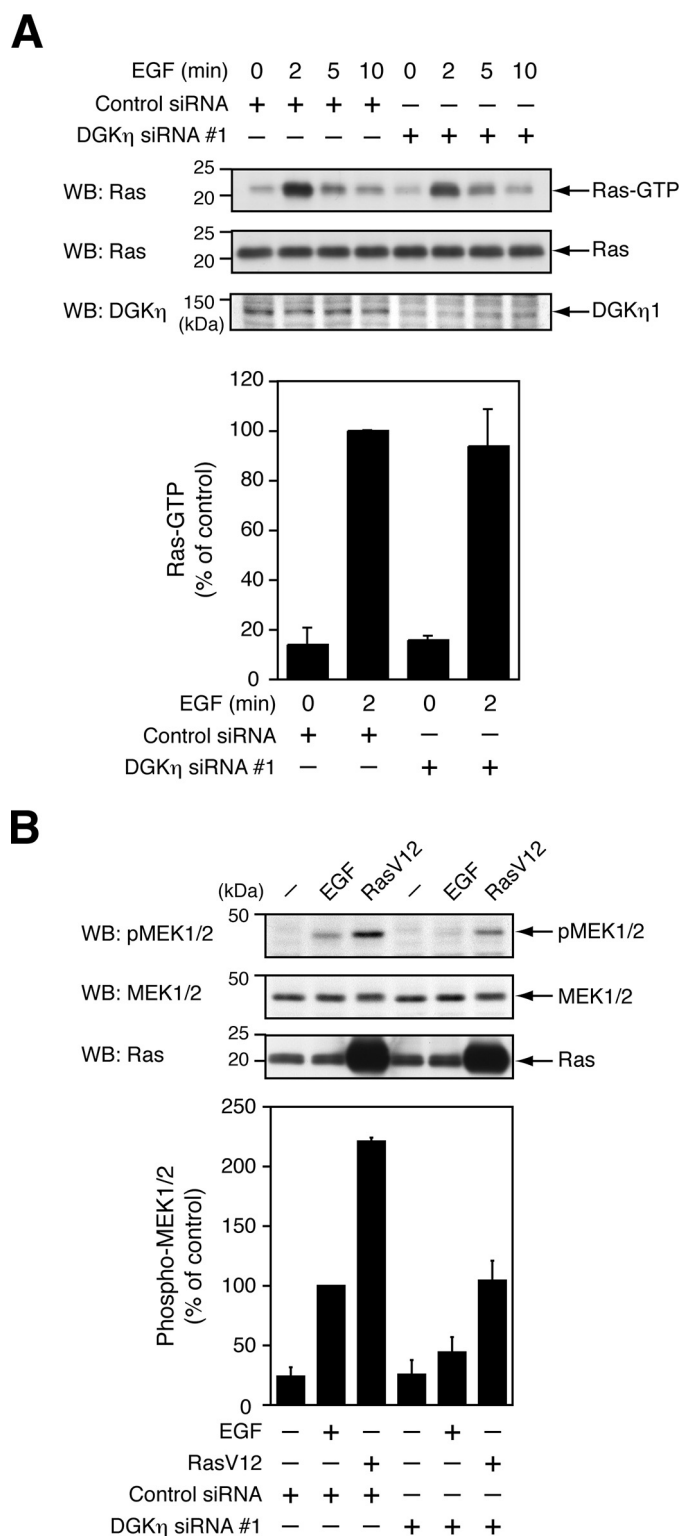 A
EGF (min) 0 2 5 10 0 2 5 10
Control siRNA + + + + − − − −
DGKη siRNA #1 − − − − + + + +
25
WB: Ras 20 Ras-GTP
25
WB: Ras 20 Ras
WB: DGKη 150 (kDa) DGKη1
120
100
80
60
40
20
0
Ras-GTP
(% of control)
EGF (min) 0 2 0 2
Control siRNA + + − −
DGKη siRNA #1 − − + +
B
(kDa) − EGF RasV12 − EGF RasV12
50
WB: pMEK1/2 pMEK1/2
50
WB: MEK1/2 MEK1/2
25
WB: Ras 20 Ras
250
200
150
100
50
0
Phospho-MEK1/2
(% of control)
EGF − + − − + −
RasV12 − − + − − +
Control siRNA + + + − − −
DGKη siRNA #1 − − − + + +